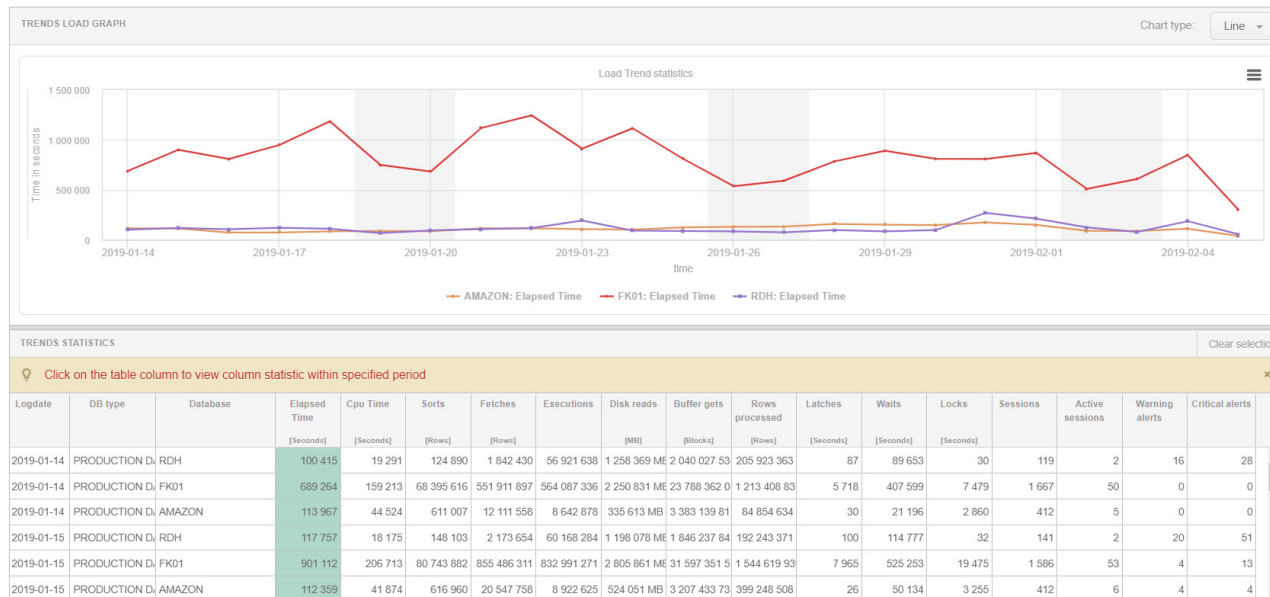 TRENDS LOAD GRAPH
Chart type: Line
Load Trend statistics
Time in seconds
1 500 000
1 000 000
500 000
0
2019-01-14 2019-01-17 2019-01-20 2019-01-23 2019-01-26 2019-01-29 2019-02-01 2019-02-04
time
AMAZON: Elapsed Time FK01: Elapsed Time RDH: Elapsed Time
TRENDS STATISTICS Clear selectio
Click on the table column to view column statistic within specified period ×
Logdate DB type Database Elapsed Time Cpu Time Sorts Fetches Executions Disk reads Buffer gets Rows processed Latches Waits Locks Sessions Active sessions Warning alerts Critical alerts
[Seconds] [Seconds] [Rows] [Rows] [MB] [Blocks] [Rows] [Seconds] [Seconds] [Seconds]
2019-01-14 PRODUCTION DA RDH 100 415 19 291 124 890 1 842 430 56 921 638 1 258 369 ME 2 040 027 53 205 923 363 87 89 653 30 119 2 16 28
2019-01-14 PRODUCTION DA FK01 689 264 159 213 68 395 616 551 911 897 564 087 336 2 250 831 ME 23 788 362 0 1 213 408 83 5 718 407 599 7 479 1 667 50 0 0
2019-01-14 PRODUCTION DA AMAZON 113 967 44 524 611 007 12 111 558 8 642 878 335 613 MB 3 383 139 81 84 854 634 30 21 196 2 860 412 5 0 0
2019-01-15 PRODUCTION DA RDH 117 757 18 175 148 103 2 173 654 60 168 284 1 198 078 ME 1 846 237 84 192 243 371 100 114 777 32 141 2 20 51
2019-01-15 PRODUCTION DA FK01 901 112 206 713 80 743 882 855 486 311 832 991 271 2 805 861 ME 31 597 351 5 1 544 619 93 7 965 525 253 19 475 1 586 53 4 13
2019-01-15 PRODUCTION DA AMAZON 112 359 41 874 616 960 20 547 758 8 922 625 524 051 MB 3 207 433 73 399 248 508 26 50 134 3 255 412 6 4 4